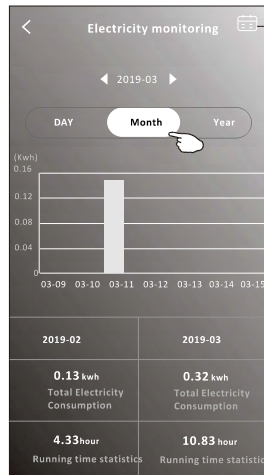 Electricity monitoring
2019-03
DAY Month Year
(Kwh)
0.16
0.12
0.08
0.04
0
03-09 03-10 03-11 03-12 03-13 03-14 03-15
2019-02 2019-03
0.13 kwh 0.32 kwh
Total Electricity Total Electricity
Consumption Consumption
4.33hour 10.83 hour
Running time statistics Running time statistic